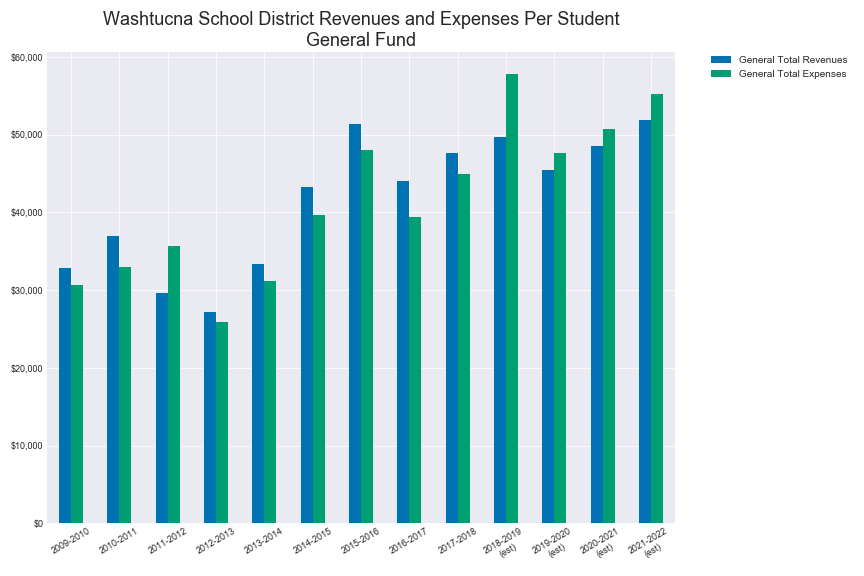 Washtucna School District Revenues and Expenses Per Student
General Fund
General Total Revenues
General Total Expenses
$60,000
$50,000
$40,000
$30,000
$20,000
$10,000
$0
2009-2010
2010-2011
2011-2012
2012-2013
2013-2014
2014-2015
2015-2016
2016-2017
2017-2018
2018-2019
(est)
2019-2020
(est)
2020-2021
(est)
2021-2022
(est)